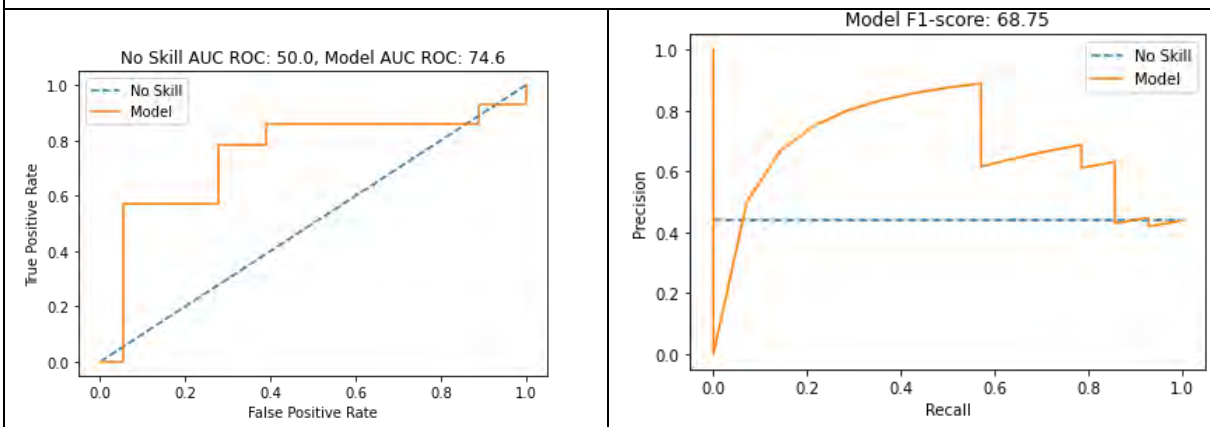 No Skill AUC ROC: 50.0, Model AUC ROC: 74.6
No Skill
Model
1.0
0.8
0.6
0.4
0.2
0.0
True Positive Rate
0.0 0.2 0.4 0.6 0.8 1.0
False Positive Rate
Model F1-score: 68.75
No Skill
Model
1.0
0.8
0.6
0.4
0.2
0.0
Precision
0.0 0.2 0.4 0.6 0.8 1.0
Recall